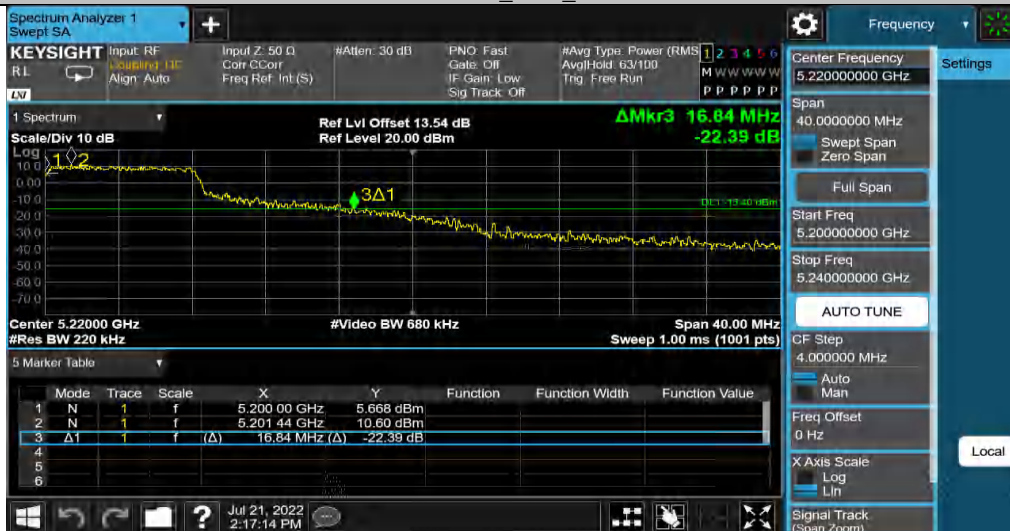 Spectrum Analyzer 1
Swept SA
+
Frequency
KEYSIGHT
RL
LXI
Input: RF
Coupling: DC
Align: Auto
Input Z: 50 Ω
Corr CCorr
Freq Ref: Int (S)
#Atten: 30 dB
PNO: Fast
Gate: Off
IF Gain: Low
Sig Track: Off
#Avg Type: Power (RMS
Avg|Hold: 63/100
Trig: Free Run
1 2 3 4 5 6
M W W W W W
P P P P P P
1 Spectrum
Scale/Div 10 dB
Ref Lvl Offset 13.54 dB
Ref Level 20.00 dBm
ΔMkr3 16.84 MHz
-22.39 dB
Log
10.0
0.00
-10.0
-20.0
-30.0
-40.0
-50.0
-60.0
-70.0
1
2
3Δ1
Center 5.22000 GHz
#Res BW 220 kHz
#Video BW 680 kHz
Span 40.00 MHz
Sweep 1.00 ms (1001 pts)
5 Marker Table
Mode Trace Scale X Y Function Function Width Function Value
1 N 1 f 5.200 00 GHz 5.668 dBm
2 N 1 f 5.201 44 GHz 10.60 dBm
3 Δ1 1 f (Δ) 16.84 MHz (Δ) -22.39 dB
4
5
6
?
Jul 21, 2022
2:17:14 PM
Center Frequency
5.220000000 GHz
Span
40.0000000 MHz
Swept Span
Zero Span
Full Span
Start Freq
5.200000000 GHz
Stop Freq
5.240000000 GHz
AUTO TUNE
CF Step
4.000000 MHz
Auto
Man
Freq Offset
0 Hz
X Axis Scale
Log
Lin
Signal Track
(Span Zoom)
Settings
Local